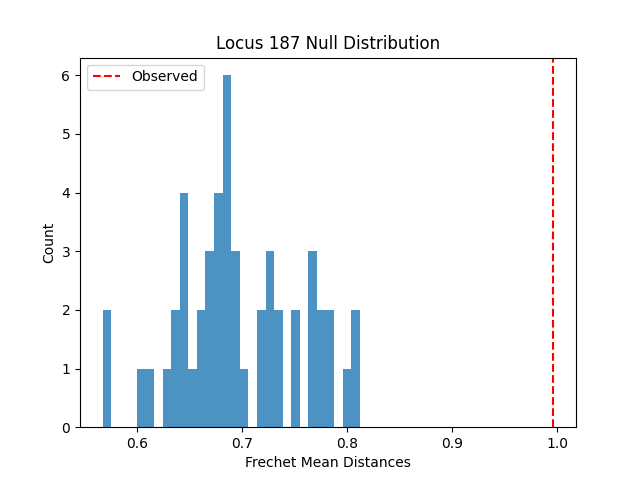 Locus 187 Null Distribution
Observed
Count
6
5
4
3
2
1
0
0.6 0.7 0.8 0.9 1.0
Frechet Mean Distances